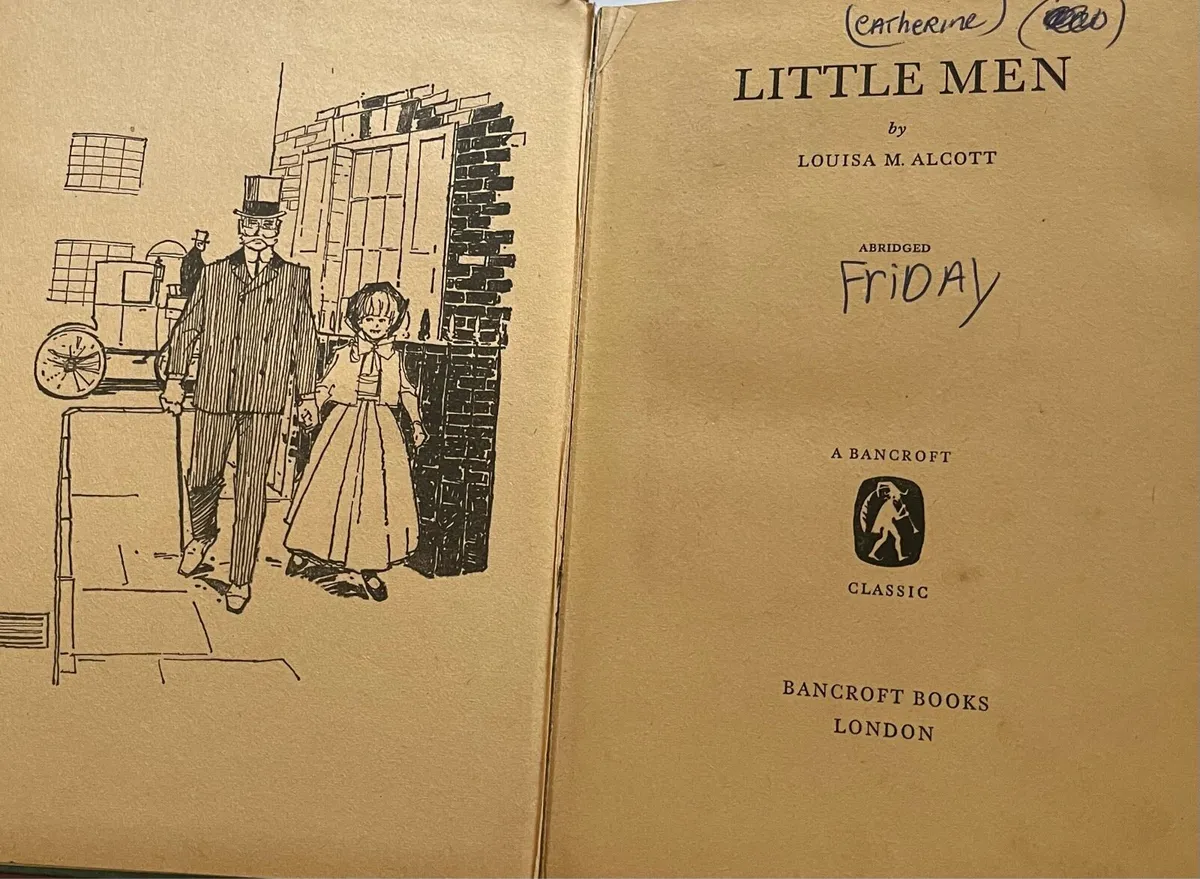 (CATHERINE) (
LITTLE MEN
by
LOUISA M. ALCOTT
ABRIDGED
FRiDAY
A BANCROFT
CLASSIC
BANCROFT BOOKS
LONDON